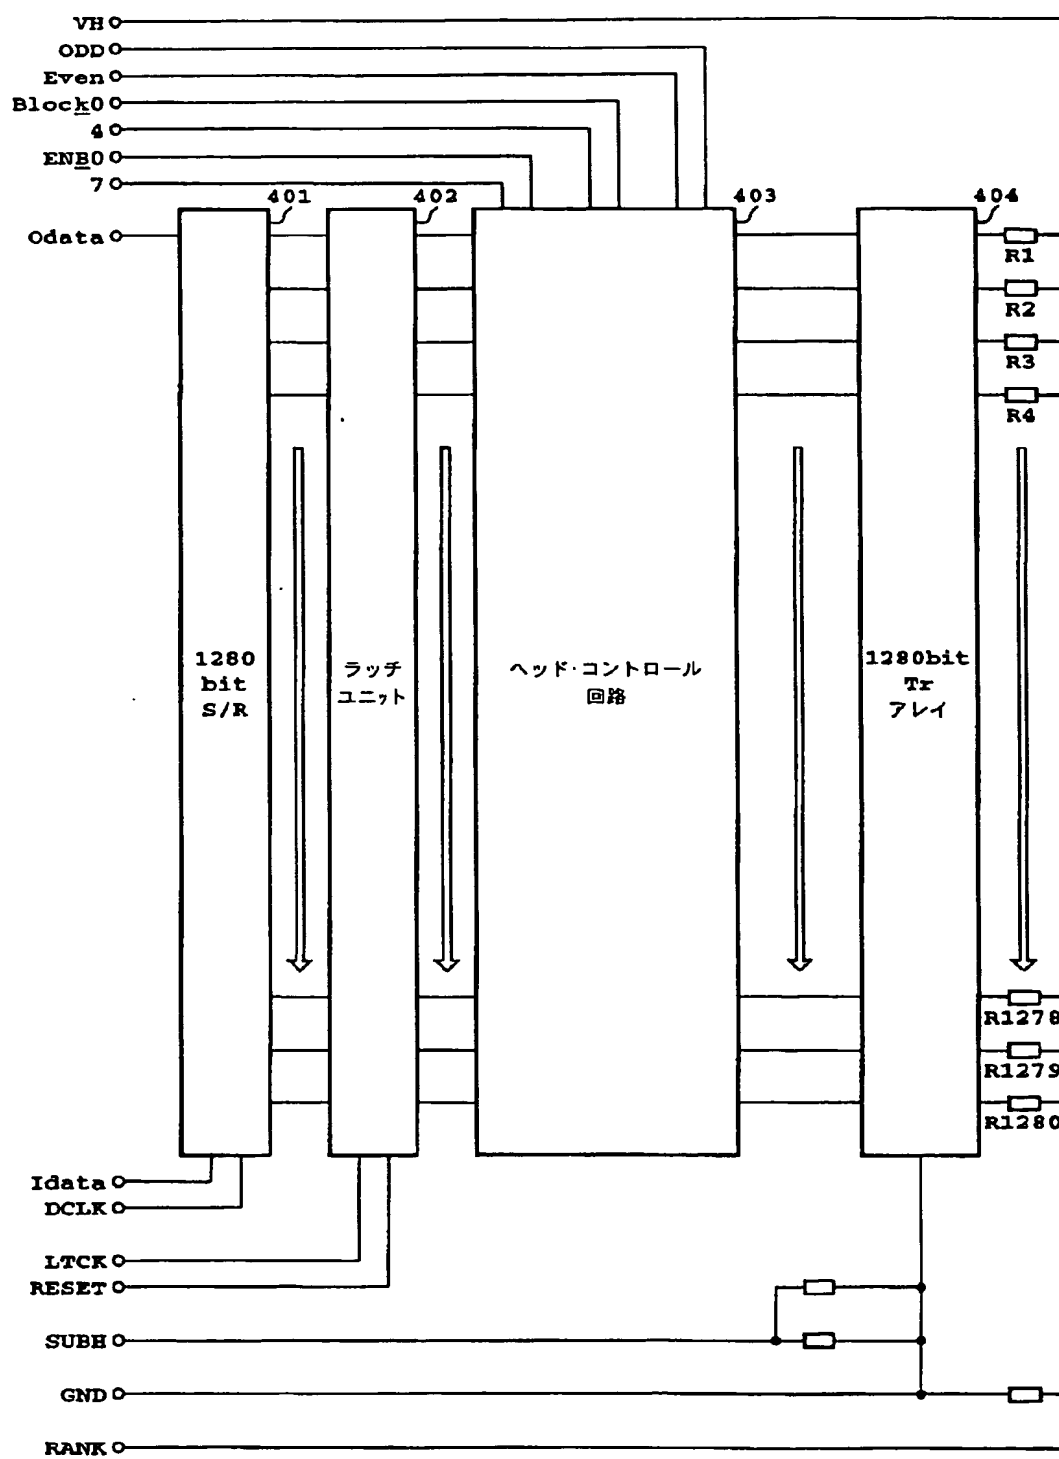 VH
ODD
Even
Block0
4
ENB0
7
401
402
403
404
Odata
R1
R2
R3
R4
1280
bit
S/R
ラッチ
ユニット
ヘッド·コントロール
回路
1280bit
Tr
アレイ
R1278
R1279
R1280
Idata
DCLK
LTCK
RESET
SUBH
GND
RANK